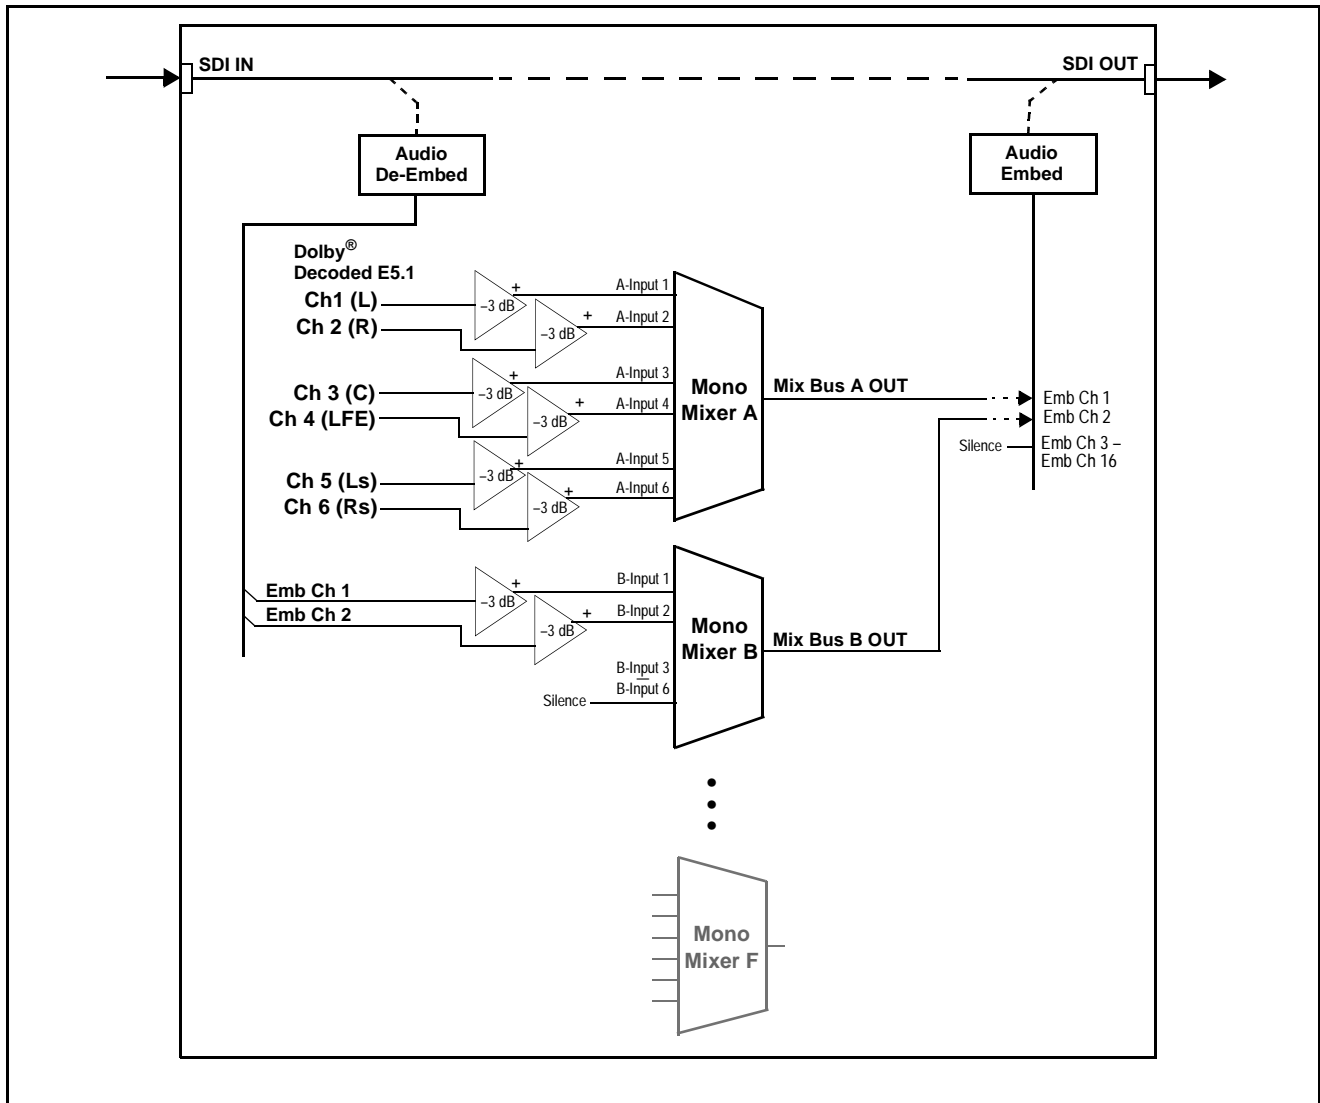 SDI IN
SDI OUT
Audio
De-Embed
Audio
Embed
Dolby®
Decoded E5.1
Ch1 (L)
Ch 2 (R)
Ch 3 (C)
Ch 4 (LFE)
Ch 5 (Ls)
Ch 6 (Rs)
–3 dB
+
–3 dB
+
–3 dB
+
–3 dB
+
–3 dB
+
–3 dB
+
A-Input 1
A-Input 2
A-Input 3
A-Input 4
A-Input 5
A-Input 6
Mono
Mixer A
Mix Bus A OUT
Emb Ch 1
Emb Ch 2
Silence
Emb Ch 3 –
Emb Ch 16
Emb Ch 1
Emb Ch 2
–3 dB
+
–3 dB
+
B-Input 1
B-Input 2
B-Input 3
–
B-Input 6
Silence
Mono
Mixer B
Mix Bus B OUT
Mono
Mixer F